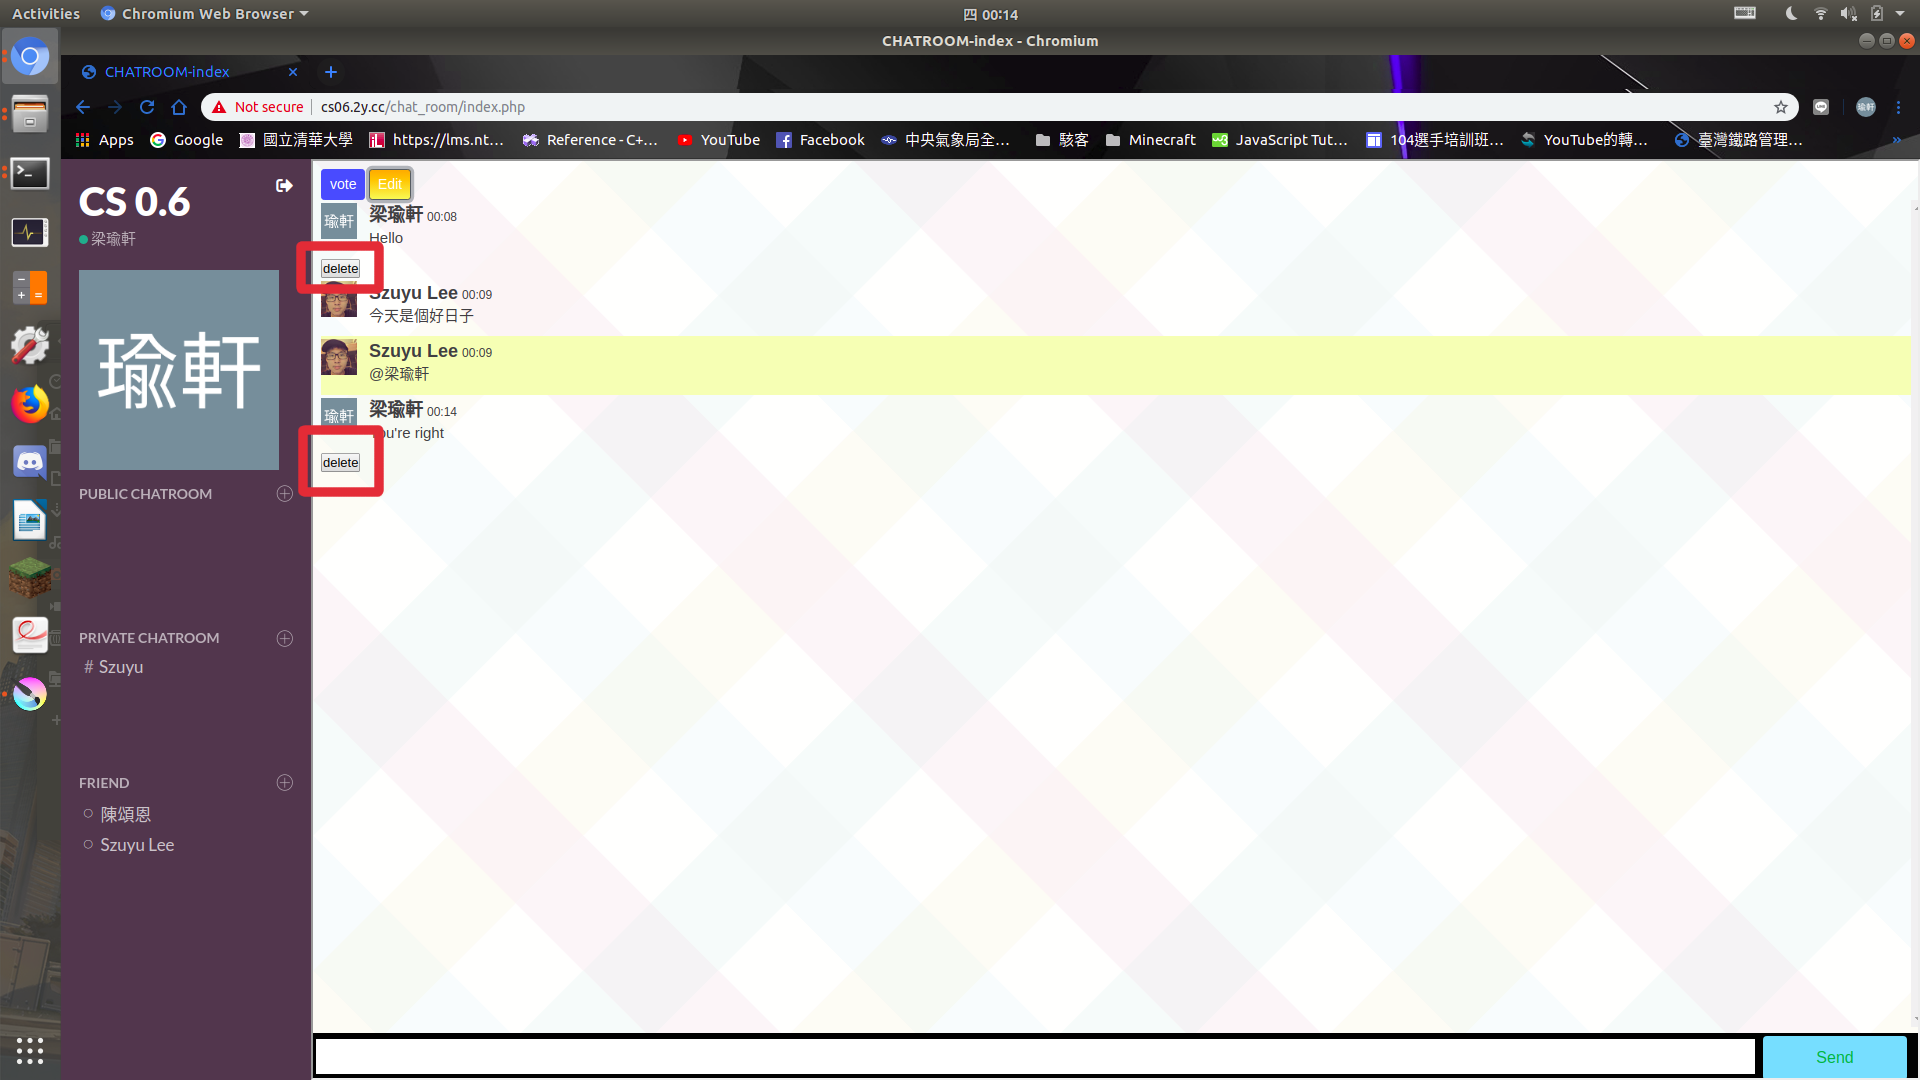 Activities Chromium Web Browser 四 00:14
CHATROOM-index - Chromium
CHATROOM-index
Not secure cs06.2y.cc/chat_room/index.php
Apps Google 國立清華大學 https://lms.nt... Reference - C+... YouTube Facebook 中央氣象局全... 駭客 Minecraft JavaScript Tut... 104選手培訓班... YouTube的轉... 臺灣鐵路管理... »
CS 0.6
梁瑜軒
瑜軒
PUBLIC CHATROOM
PRIVATE CHATROOM
# Szuyu
FRIEND
陳頌恩
Szuyu Lee
vote Edit
瑜軒 梁瑜軒 00:08
Hello
delete
Szuyu Lee 00:09
今天是個好日子
Szuyu Lee 00:09
@梁瑜軒
瑜軒 梁瑜軒 00:14
You're right
delete
Send